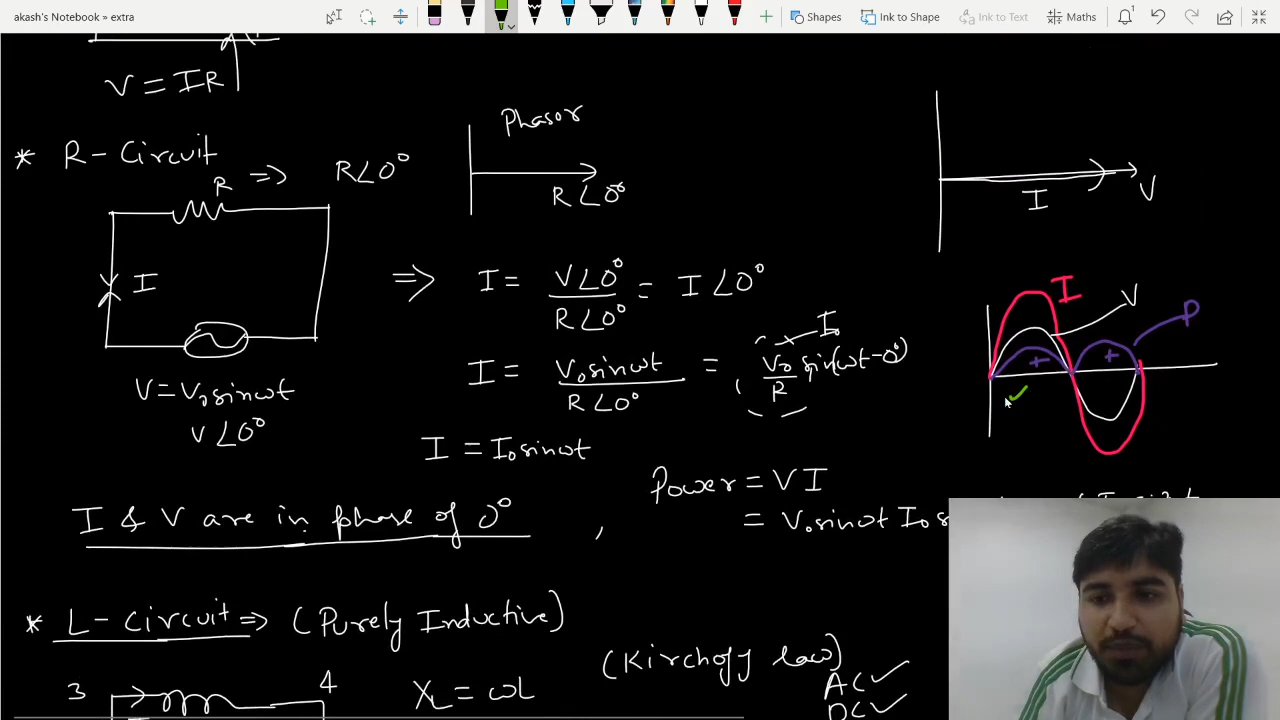 akash's Notebook » extra
Shapes
Ink to Shape
Ink to Text
Maths
V = IR
* R-Circuit
R => R∠0°
Phasor
R∠0°
I
V
I
V = V₀sinωt
V∠0°
=> I = V∠0° / R∠0° = I∠0°
I = V₀sinωt / R∠0° = V₀/R sin(ωt-0°)
I₀
I = I₀sinωt
I
V
P
+
+
I & V are in phase of 0° ,
Power = VI
= V₀sinωt I₀s
* L-Circuit => (Purely Inductive)
3
4
X_L = ωL
(Kirchoff law)
AC ✓
DC ✓